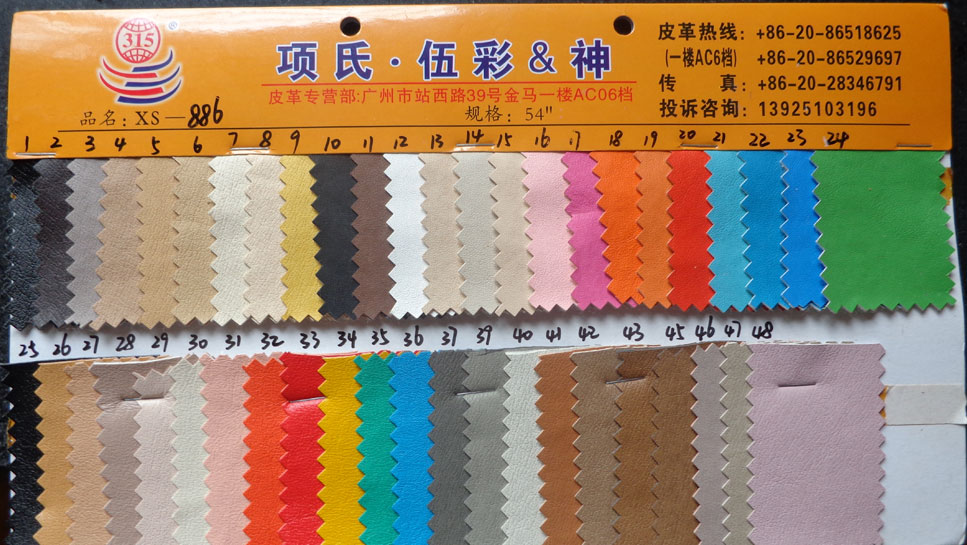 315
®
项氏·伍彩&神
皮革专营部:广州市站西路39号金马一楼AC06档
品名: XS—886
规格: 54"
皮革热线: +86-20-86518625
(一楼AC6档) +86-20-86529697
传 真: +86-20-28346791
投诉咨询: 13925103196
1 2 3 4 5 6 7 8 9 10 11 12 13 14 15 16 17 18 19 20 21 22 23 24
25 26 27 28 29 30 31 32 33 34 35 36 37 39 40 41 42 43 45 46 47 48